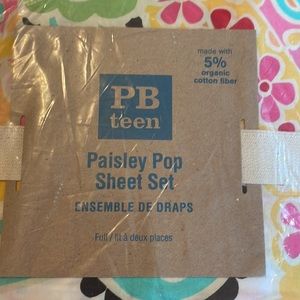 made with
5%
organic
cotton fiber
PB
teen
Paisley Pop
Sheet Set
ENSEMBLE DE DRAPS
Full / lit à deux places